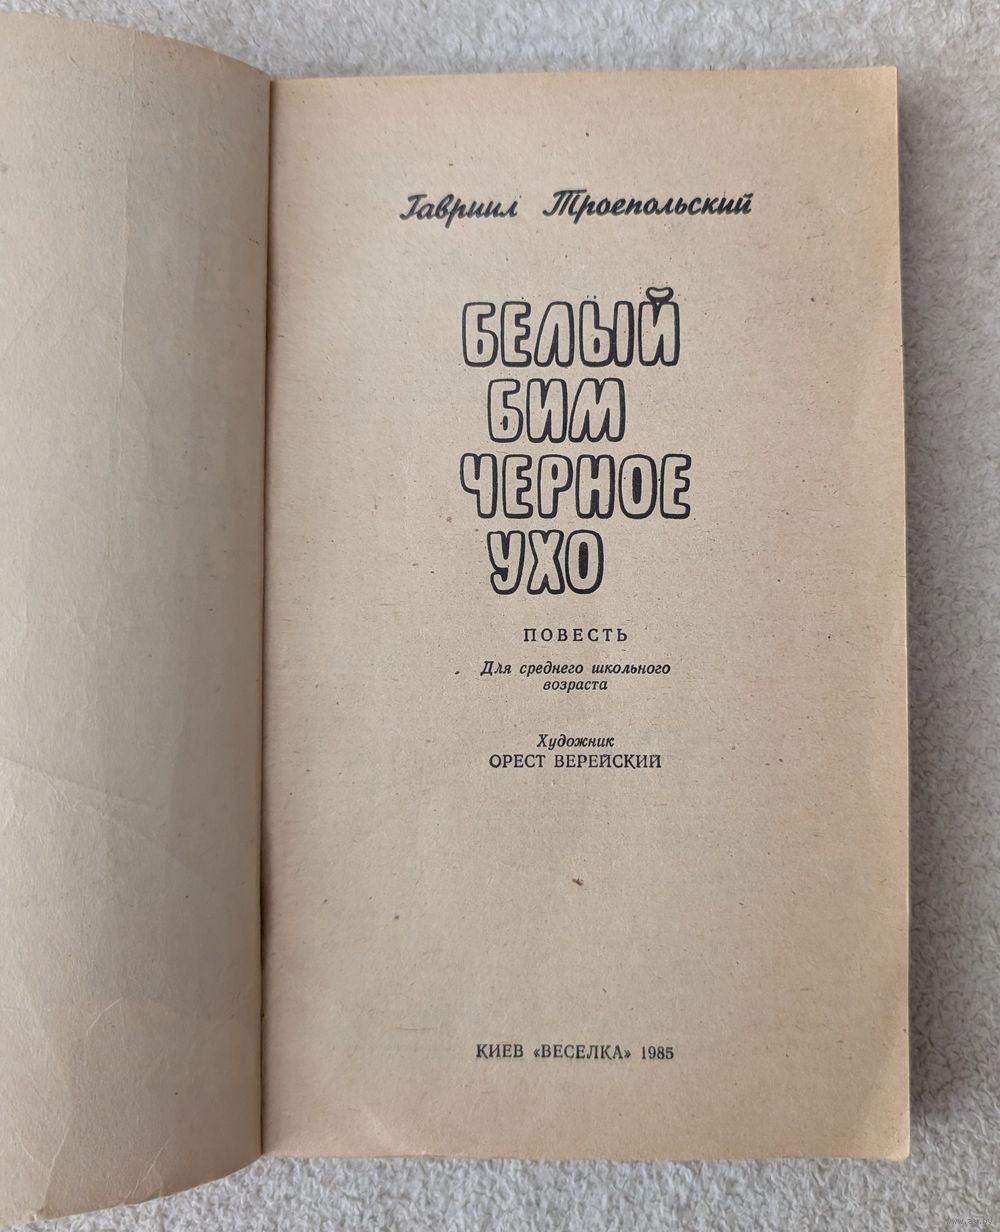 Гавриил Троепольский
БЕЛЫЙ
БИМ
ЧЕРНОЕ
УХО
ПОВЕСТЬ
Для среднего школьного
возраста
Художник
ОРЕСТ ВЕРЕЙСКИЙ
КИЕВ «ВЕСЕЛКА» 1985